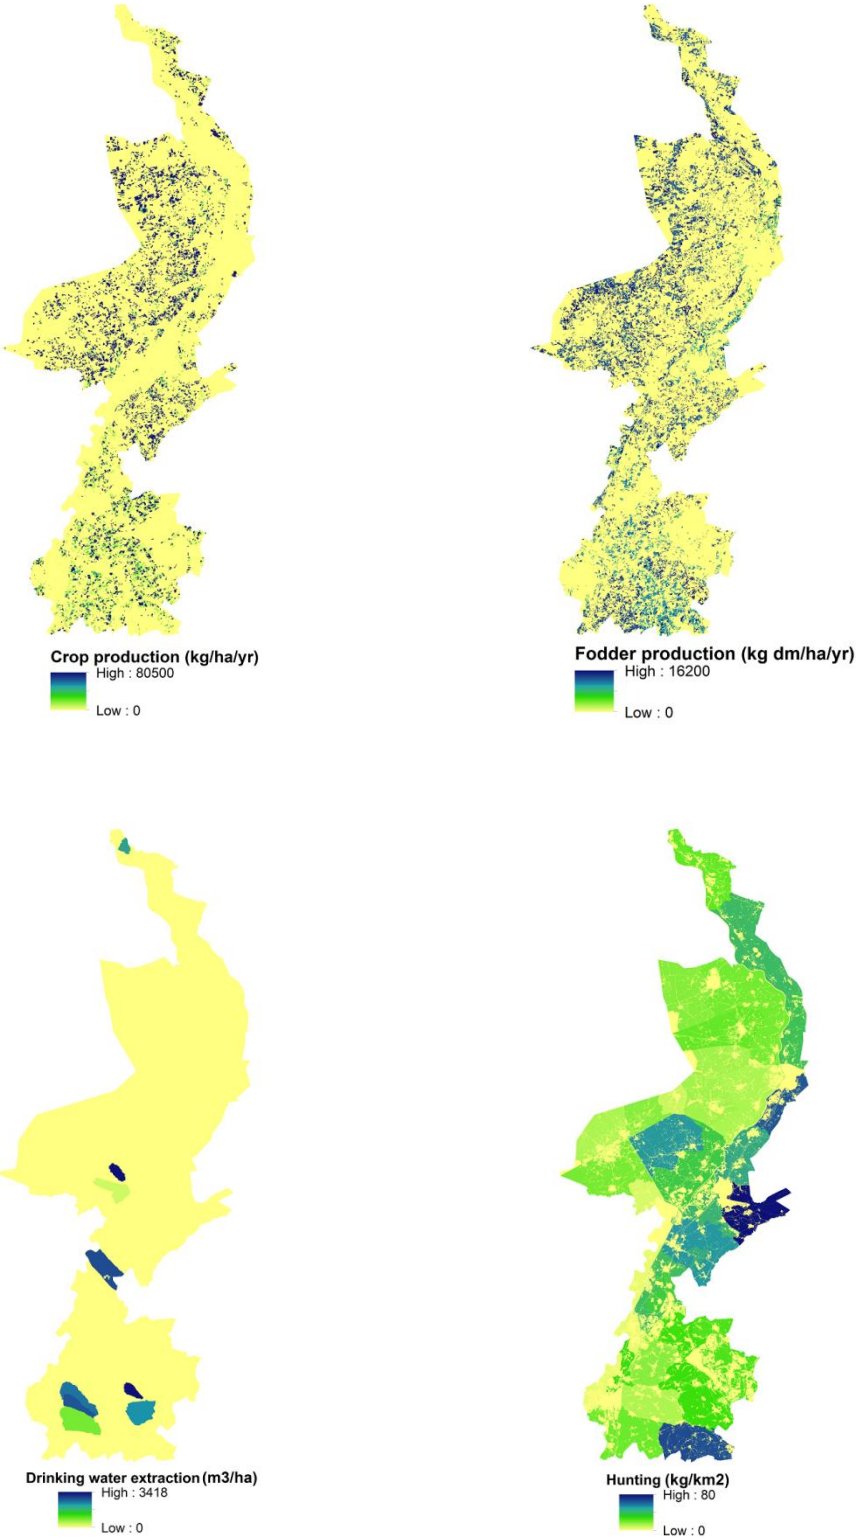 Crop production (kg/ha/yr)
High : 80500
Low : 0
Fodder production (kg dm/ha/yr)
High : 16200
Low : 0
Drinking water extraction (m3/ha)
High : 3418
Low : 0
Hunting (kg/km2)
High : 80
Low : 0